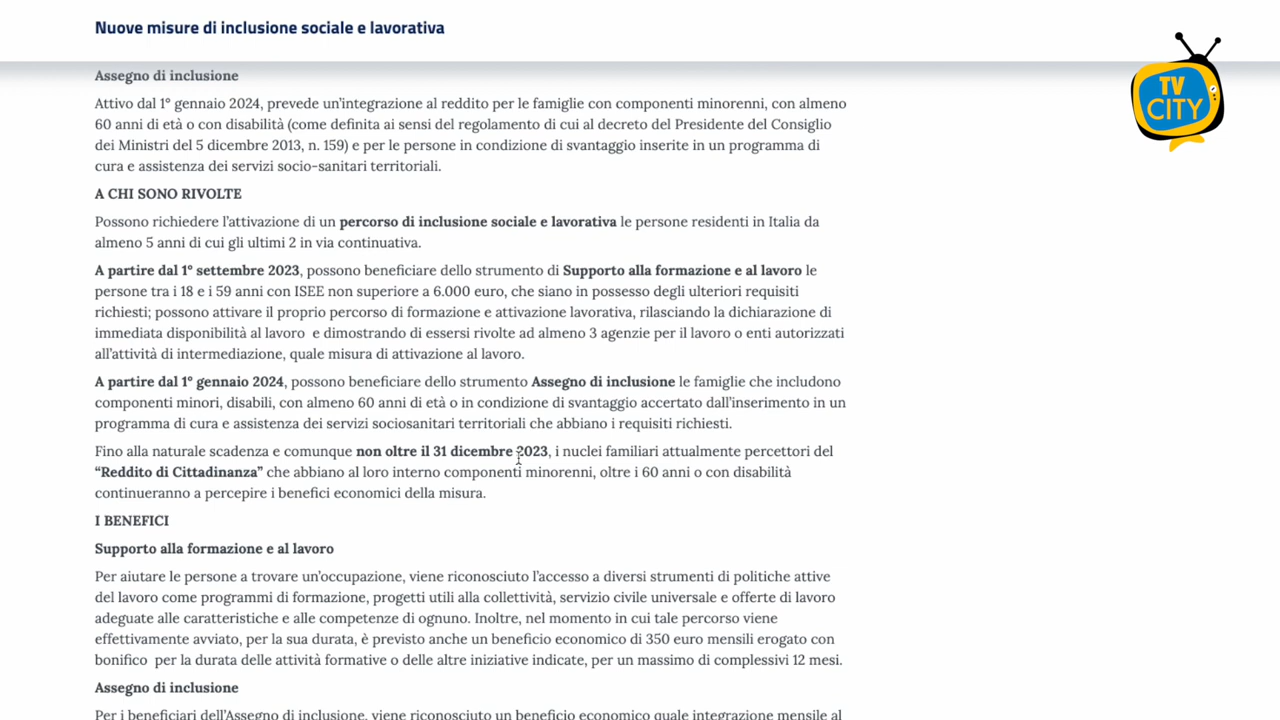 Nuove misure di inclusione sociale e lavorativa
TV
CITY
Assegno di inclusione
Attivo dal 1° gennaio 2024, prevede un’integrazione al reddito per le famiglie con componenti minorenni, con almeno
60 anni di età o con disabilità (come definita ai sensi del regolamento di cui al decreto del Presidente del Consiglio
dei Ministri del 5 dicembre 2013, n. 159) e per le persone in condizione di svantaggio inserite in un programma di
cura e assistenza dei servizi socio-sanitari territoriali.
A CHI SONO RIVOLTE
Possono richiedere l’attivazione di un percorso di inclusione sociale e lavorativa le persone residenti in Italia da
almeno 5 anni di cui gli ultimi 2 in via continuativa.
A partire dal 1° settembre 2023, possono beneficiare dello strumento di Supporto alla formazione e al lavoro le
persone tra i 18 e i 59 anni con ISEE non superiore a 6.000 euro, che siano in possesso degli ulteriori requisiti
richiesti; possono attivare il proprio percorso di formazione e attivazione lavorativa, rilasciando la dichiarazione di
immediata disponibilità al lavoro  e dimostrando di essersi rivolte ad almeno 3 agenzie per il lavoro o enti autorizzati
all’attività di intermediazione, quale misura di attivazione al lavoro.
A partire dal 1° gennaio 2024, possono beneficiare dello strumento Assegno di inclusione le famiglie che includono
componenti minori, disabili, con almeno 60 anni di età o in condizione di svantaggio accertato dall’inserimento in un
programma di cura e assistenza dei servizi sociosanitari territoriali che abbiano i requisiti richiesti.
Fino alla naturale scadenza e comunque non oltre il 31 dicembre 2023, i nuclei familiari attualmente percettori del
“Reddito di Cittadinanza” che abbiano al loro interno componenti minorenni, oltre i 60 anni o con disabilità
continueranno a percepire i benefici economici della misura.
I BENEFICI
Supporto alla formazione e al lavoro
Per aiutare le persone a trovare un’occupazione, viene riconosciuto l’accesso a diversi strumenti di politiche attive
del lavoro come programmi di formazione, progetti utili alla collettività, servizio civile universale e offerte di lavoro
adeguate alle caratteristiche e alle competenze di ognuno. Inoltre, nel momento in cui tale percorso viene
effettivamente avviato, per la sua durata, è previsto anche un beneficio economico di 350 euro mensili erogato con
bonifico  per la durata delle attività formative o delle altre iniziative indicate, per un massimo di complessivi 12 mesi.
Assegno di inclusione
Per i beneficiari dell’Assegno di inclusione, viene riconosciuto un beneficio economico quale integrazione mensile al